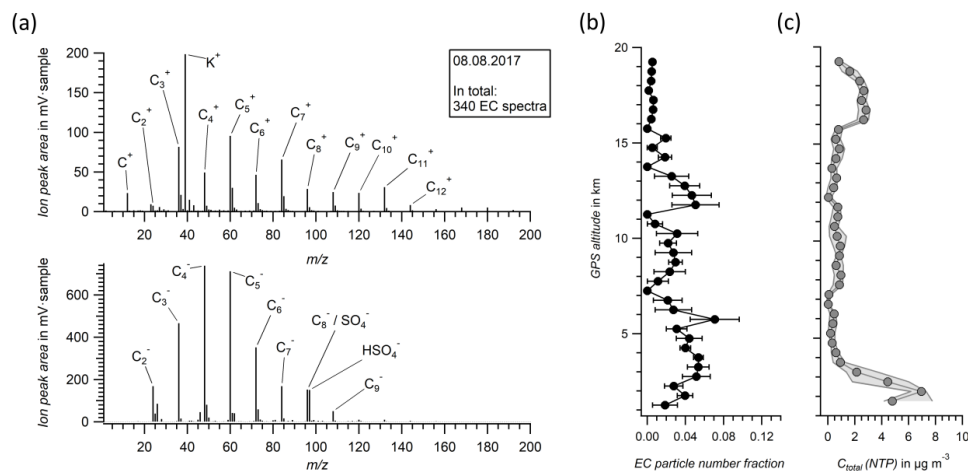 (a)
200
150
100
50
0
Ion peak area in mV·sample
C⁺
C₂⁺
C₃⁺
K⁺
C₄⁺
C₅⁺
C₆⁺
C₇⁺
C₈⁺
C₉⁺
C₁₀⁺
C₁₁⁺
C₁₂⁺
08.08.2017
In total:
340 EC spectra
20 40 60 80 100 120 140 160 180 200
m/z
600
400
200
0
Ion peak area in mV·sample
C₂⁻
C₃⁻
C₄⁻
C₅⁻
C₆⁻
C₇⁻
C₈⁻ / SO₄⁻
HSO₄⁻
C₉⁻
20 40 60 80 100 120 140 160 180 200
m/z
(b)
20
15
10
5
GPS altitude in km
0.00 0.04 0.08 0.12
EC particle number fraction
(c)
0 2 4 6 8 10
C_total (NTP) in µg m⁻³